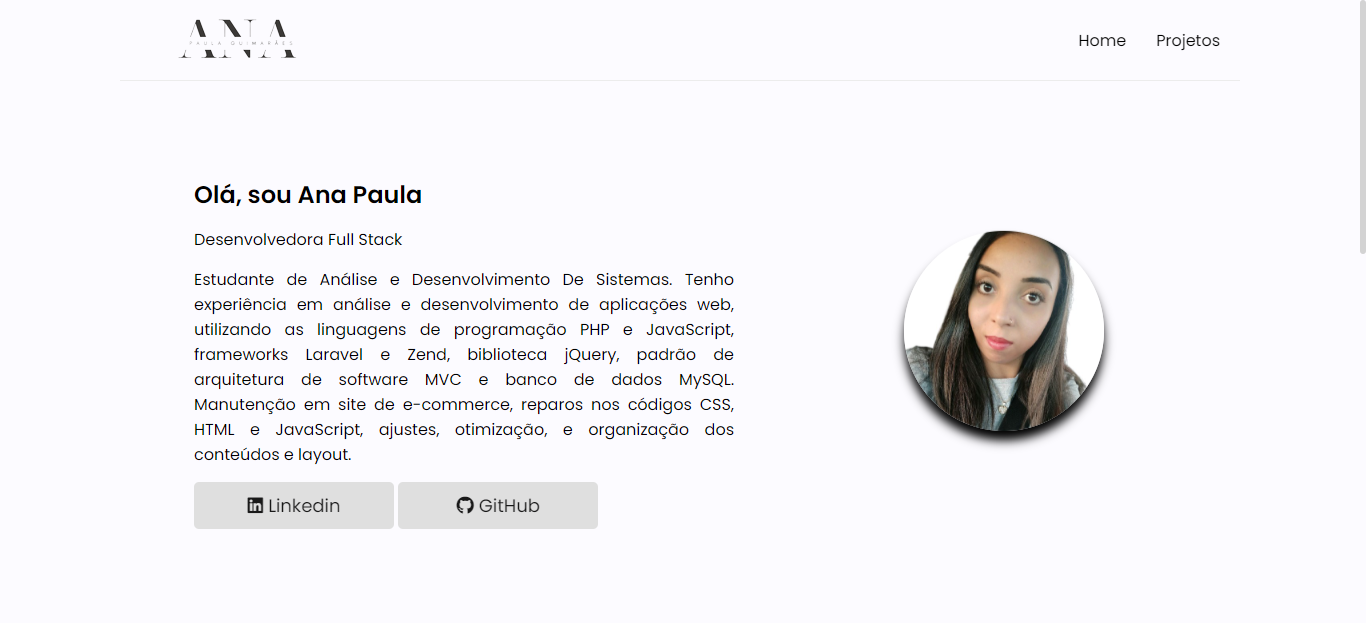 ANA
PAULA GUIMARÃES
Home
Projetos
Olá, sou Ana Paula
Desenvolvedora Full Stack
Estudante de Análise e Desenvolvimento De Sistemas. Tenho
experiência em análise e desenvolvimento de aplicações web,
utilizando as linguagens de programação PHP e JavaScript,
frameworks Laravel e Zend, biblioteca jQuery, padrão de
arquitetura de software MVC e banco de dados MySQL.
Manutenção em site de e-commerce, reparos nos códigos CSS,
HTML e JavaScript, ajustes, otimização, e organização dos
conteúdos e layout.
Linkedin
GitHub